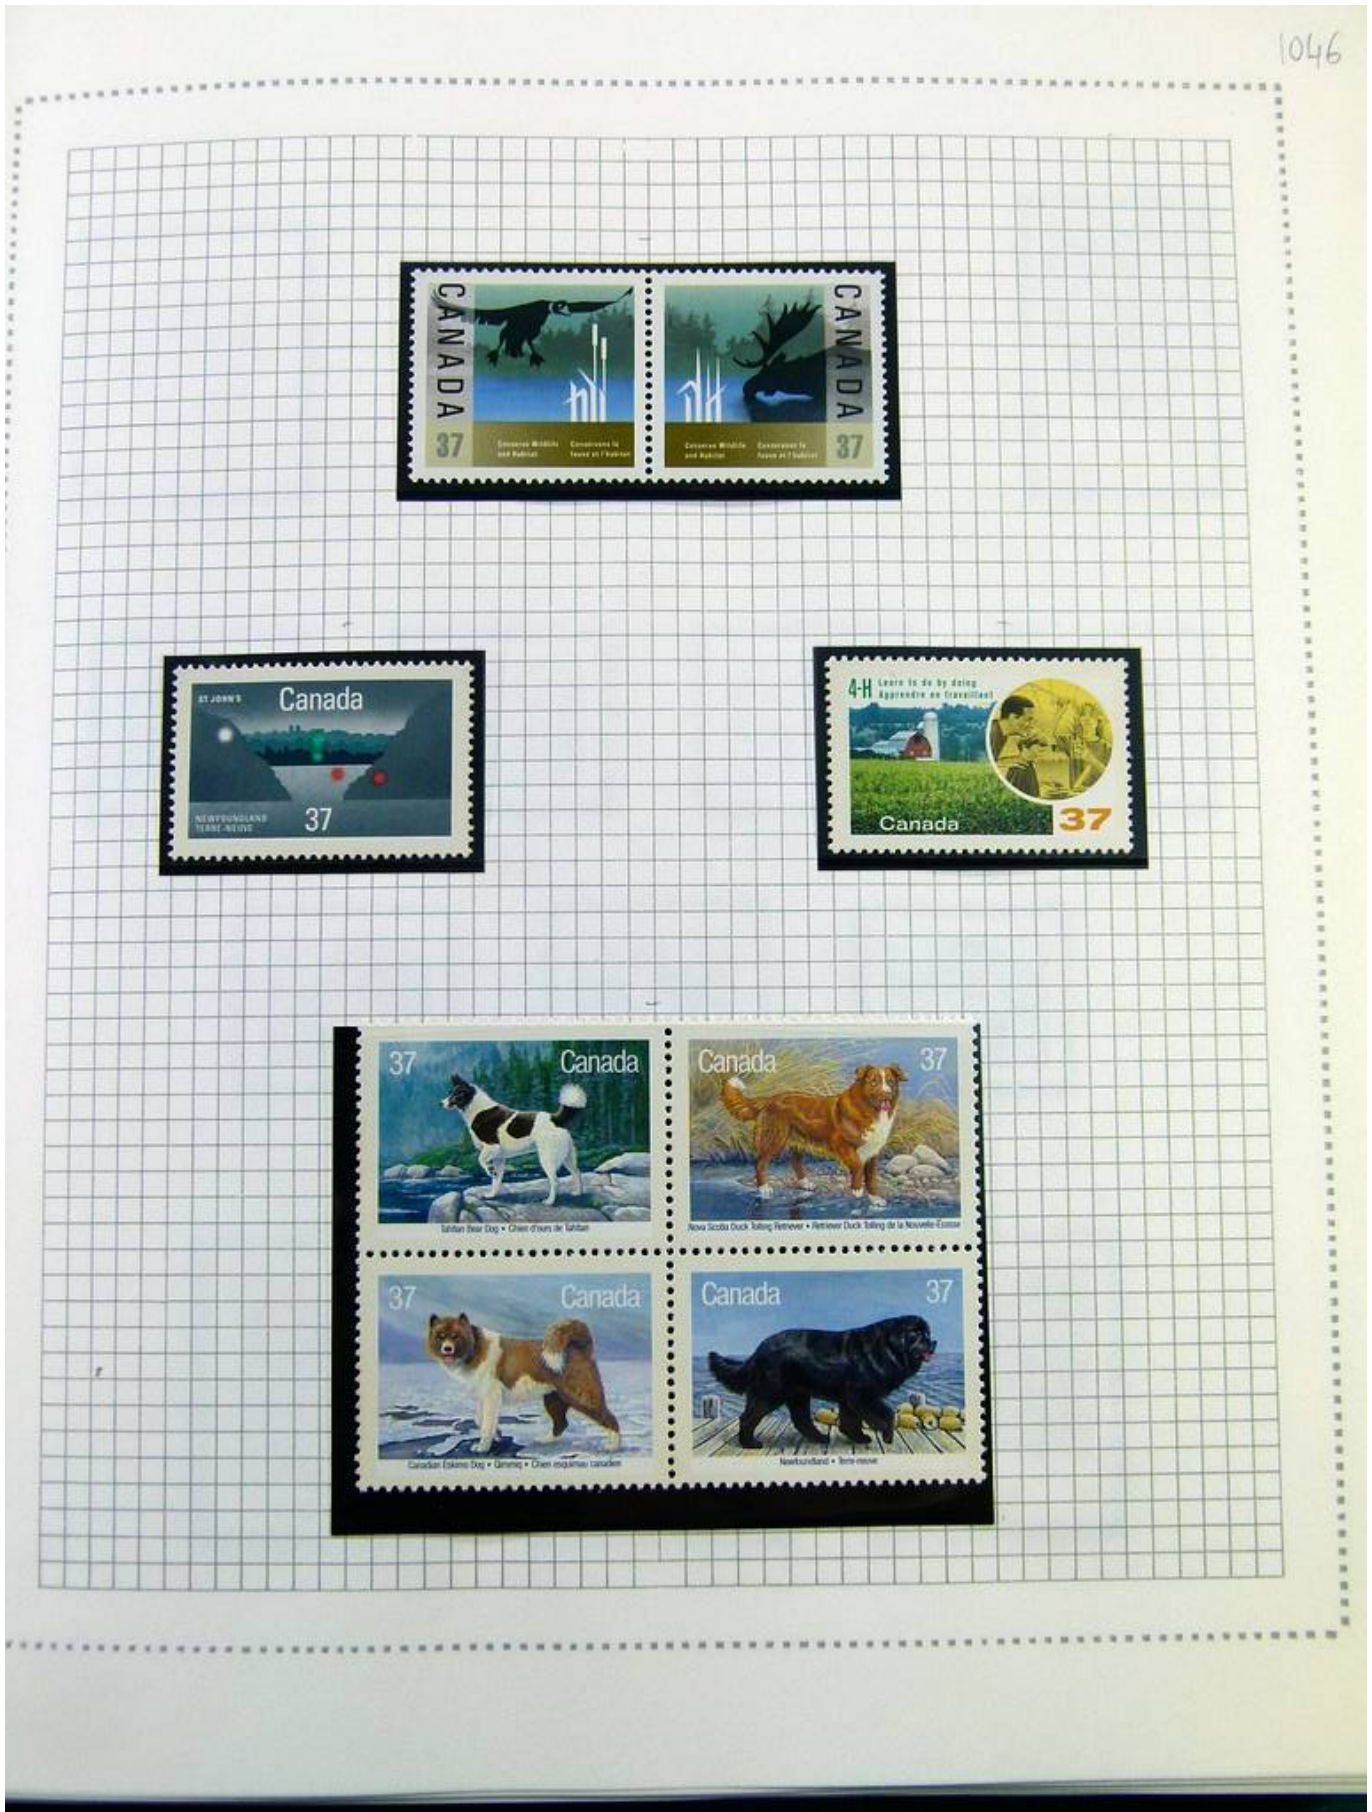 1046
CANADA
37
Conserve Wildlife
and Habitat
Conservons la
faune et l'habitat
CANADA
37
Conserve Wildlife
and Habitat
Conservons la
faune et l'habitat
ST JOHN'S
Canada
NEWFOUNDLAND
TERRE-NEUVE
37
4-H Learn to do by doing
Apprendre en travaillant
Canada
37
37 Canada
Tahltan Bear Dog • Chien d'ours de Tahltan
Canada 37
Nova Scotia Duck Tolling Retriever • Retriever Duck Tolling de la Nouvelle-Écosse
37 Canada
Canadian Eskimo Dog • Qimmiq • Chien esquimau canadien
Canada 37
Newfoundland • Terre-neuve